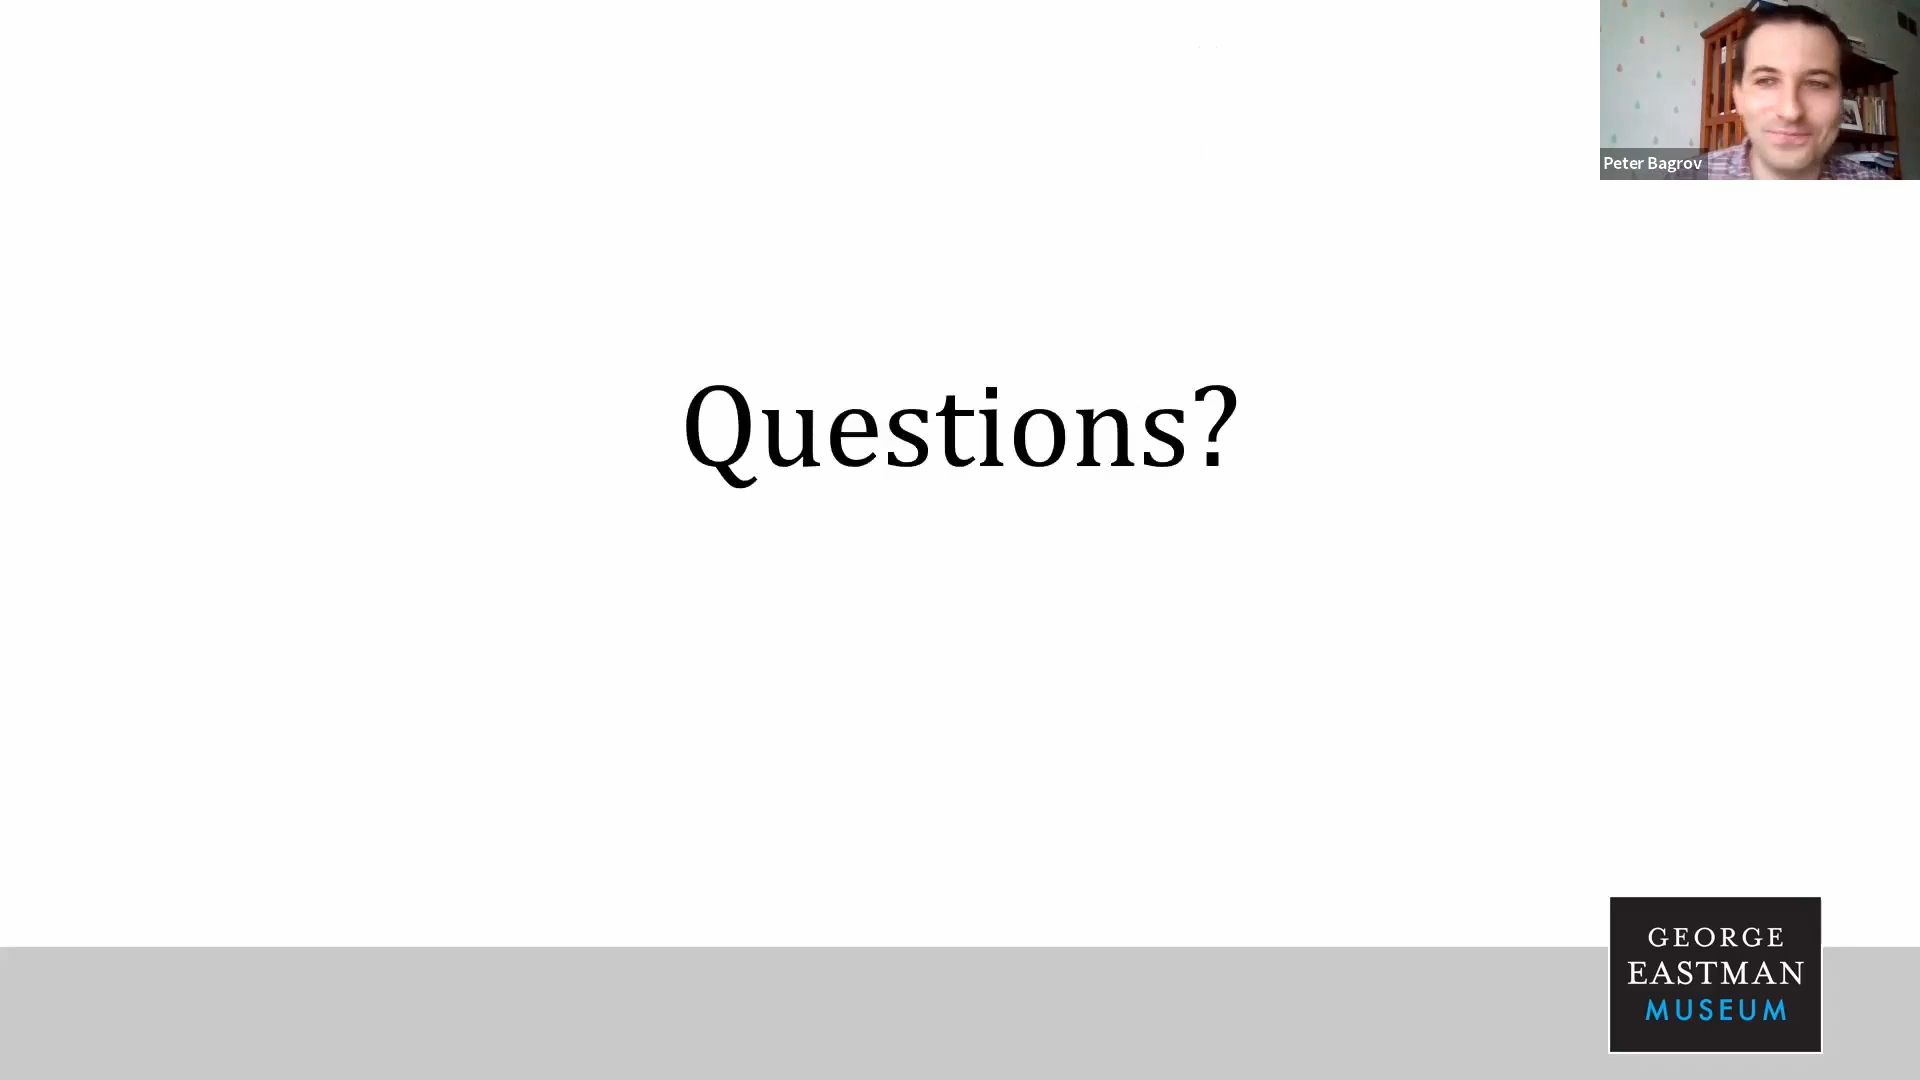 Peter Bagrov
Questions?
GEORGE
EASTMAN
MUSEUM